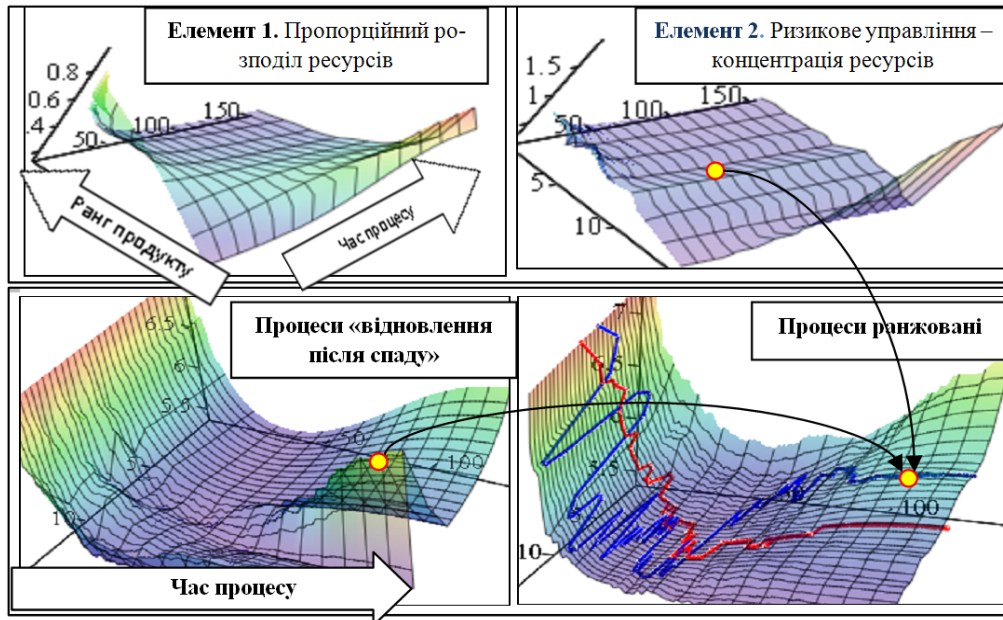 Елемент 1. Пропорційний ро-
зподіл ресурсів
0.8
0.6
.4
50
100
150
Ранг продукту
Час процесу
Елемент 2. Ризикове управління –
концентрація ресурсів
1.5
1
50
100
150
5
10
Процеси «відновлення
після спаду»
6.5
6
5.5
5
10
50
100
Час процесу
Процеси ранжовані
7
6.5
5.5
10
100